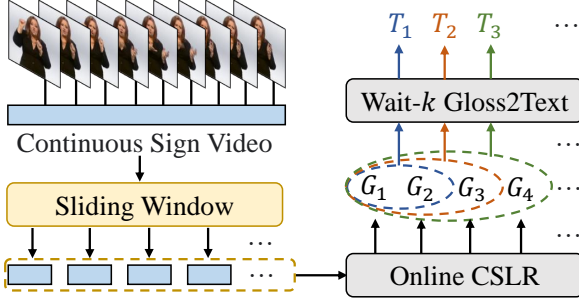 Continuous Sign Video
Sliding Window
...
...
T1 T2 T3 ...
Wait-k Gloss2Text
...
G1 G2 G3 G4 ...
...
Online CSLR